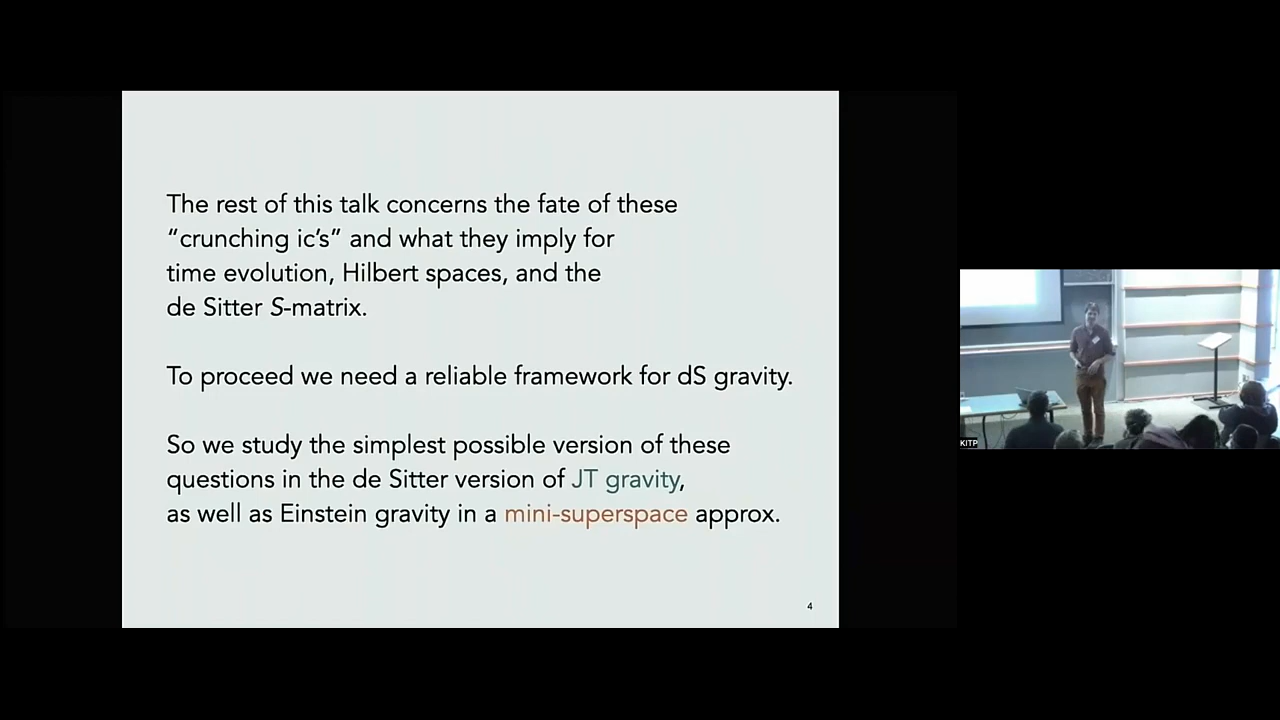 The rest of this talk concerns the fate of these
“crunching ic’s” and what they imply for
time evolution, Hilbert spaces, and the
de Sitter S-matrix.
To proceed we need a reliable framework for dS gravity.
So we study the simplest possible version of these
questions in the de Sitter version of JT gravity,
as well as Einstein gravity in a mini-superspace approx.
4
KITP